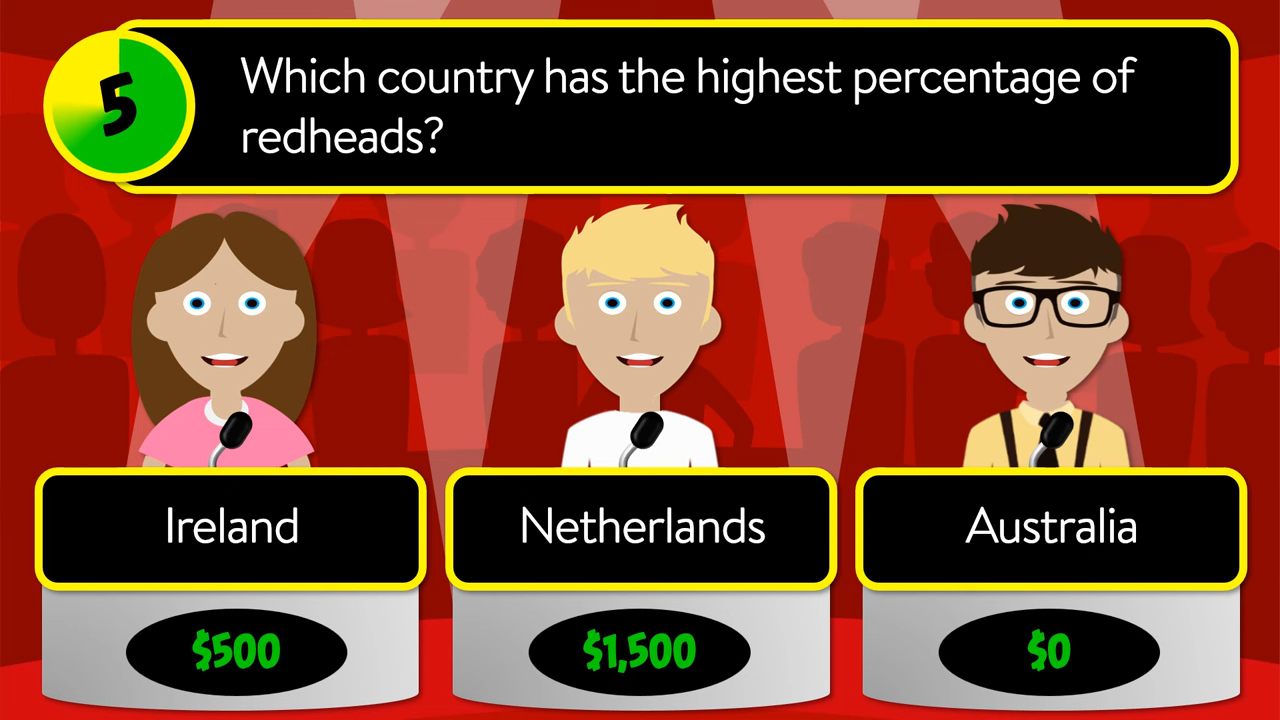 5
Which country has the highest percentage of
redheads?
Ireland
Netherlands
Australia
$500
$1,500
$0